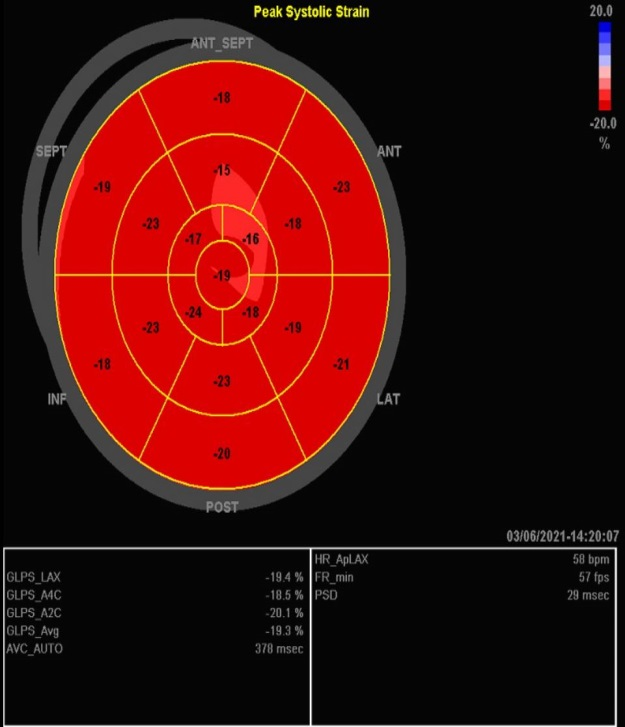 Peak Systolic Strain
20.0
-20.0
%
ANT_SEPT
SEPT
ANT
-18
-15
-19
-23
-23
-18
-17
-16
-19
-24
-18
-23
-19
-18
-21
-23
INF
LAT
-20
POST
03/06/2021-14:20:07
HR_ApLAX 58 bpm
GLPS_LAX -19.4 %
FR_min 57 fps
GLPS_A4C -18.5 %
PSD 29 msec
GLPS_A2C -20.1 %
GLPS_Avg -19.3 %
AVC_AUTO 378 msec